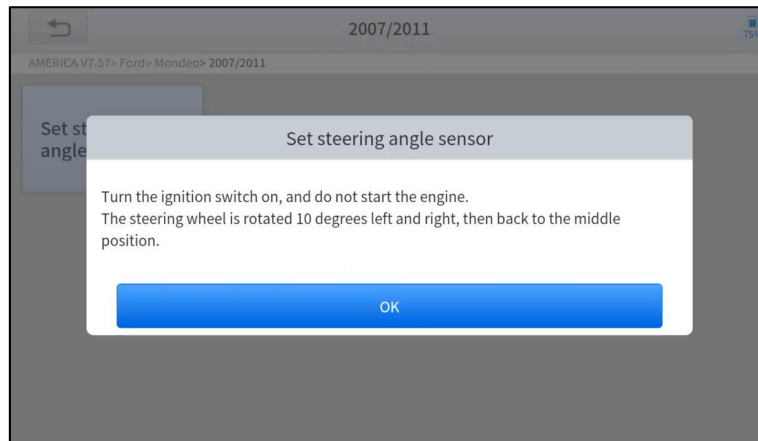 2007/2011
75%
AMERICA V7.57> Ford> Mondeo> 2007/2011
Set st
angle
Set steering angle sensor
Turn the ignition switch on, and do not start the engine.
The steering wheel is rotated 10 degrees left and right, then back to the middle
position.
OK